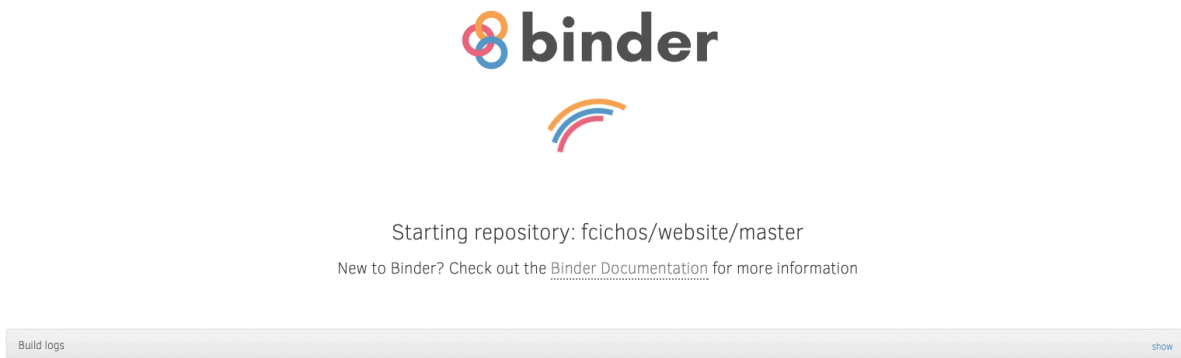 binder
Starting repository: fcichos/website/master
New to Binder? Check out the Binder Documentation for more information
Build logs
show